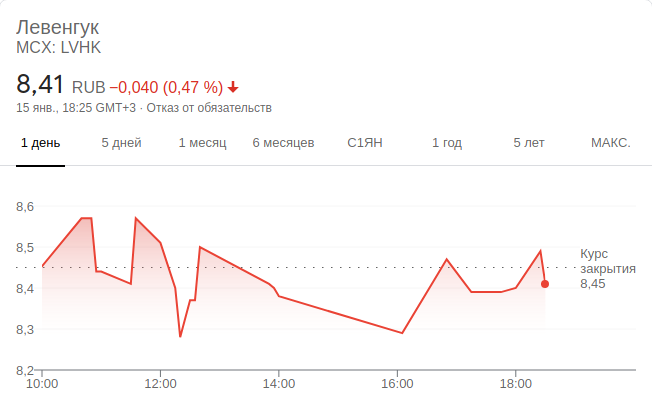 Левенгук
MCX: LVHK
8,41 RUB −0,040 (0,47 %)
15 янв., 18:25 GMT+3 · Отказ от обязательств
1 день 5 дней 1 месяц 6 месяцев С1ЯН 1 год 5 лет МАКС.
8,6
8,5
8,4
8,3
8,2
Курс
закрытия
8,45
10:00 12:00 14:00 16:00 18:00